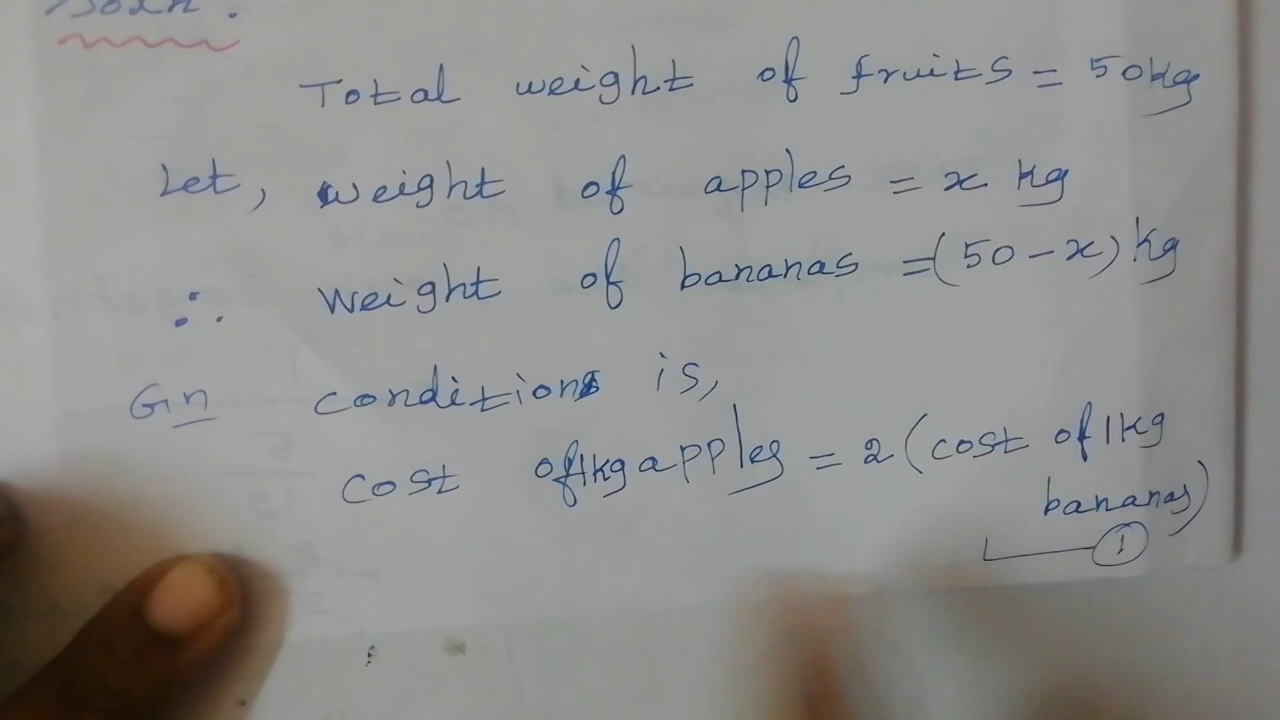 Soln.
Total weight of fruits = 50kg
Let, weight of apples = x kg
∴ weight of bananas = (50 - x) kg
Gn conditions is,
cost of 1kg apples = 2 (cost of 1kg
bananas)
①